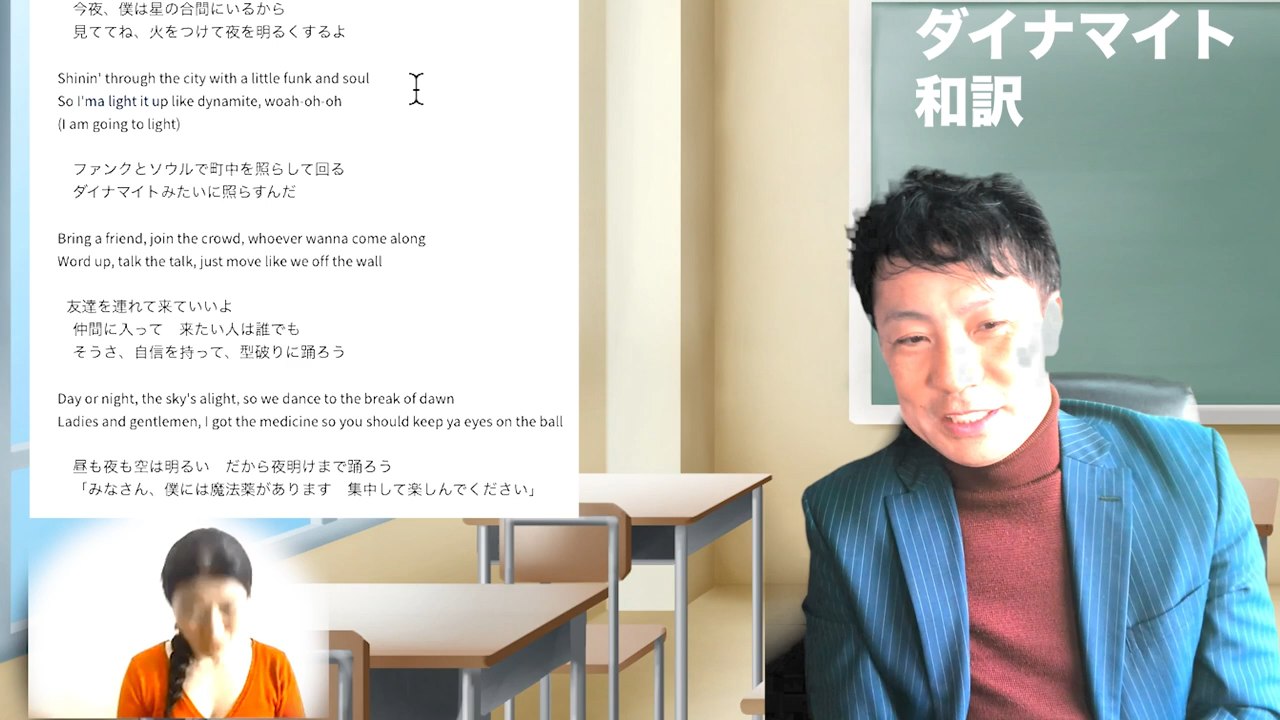 今夜、僕は星の合間にいるから
見ててね、火をつけて夜を明るくするよ
Shinin' through the city with a little funk and soul
So I'ma light it up like dynamite, woah-oh-oh
(I am going to light)
ファンクとソウルで町中を照らして回る
ダイナマイトみたいに照らすんだ
Bring a friend, join the crowd, whoever wanna come along
Word up, talk the talk, just move like we off the wall
友達を連れて来ていいよ
仲間に入って　来たい人は誰でも
そうさ、自信を持って、型破りに踊ろう
Day or night, the sky's alight, so we dance to the break of dawn
Ladies and gentlemen, I got the medicine so you should keep ya eyes on the ball
昼も夜も空は明るい　だから夜明けまで踊ろう
「みなさん、僕には魔法薬があります　集中して楽しんでください」
ダイナマイト
和訳